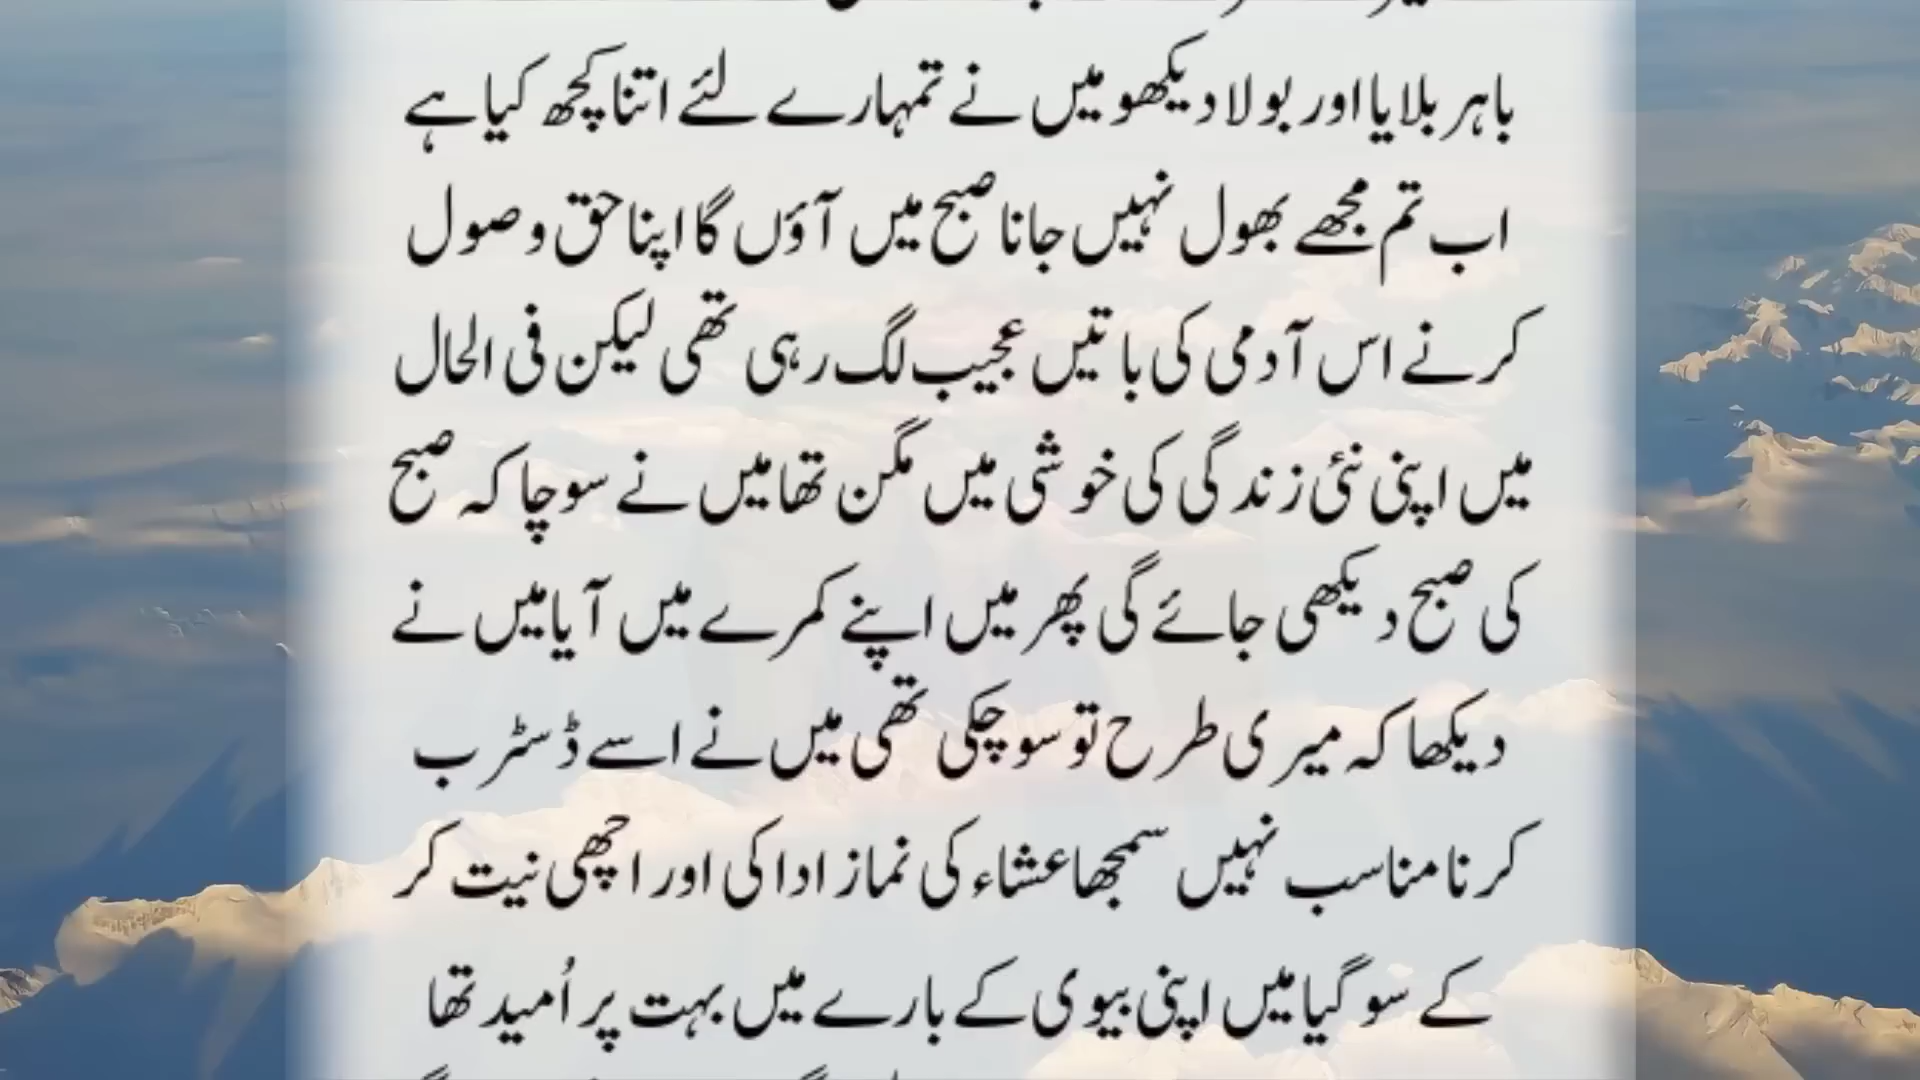 باہر بلایا اور بولا دیکھو میں نے تمہارے لئے اتنا کچھ کیا ہے
اب تم مجھے بھول نہیں جانا صبح میں آؤں گا اپنا حق وصول
کرنے اس آدمی کی باتیں عجیب لگ رہی تھی لیکن فی الحال
میں اپنی نئی زندگی کی خوشی میں مگن تھا میں نے سوچا کہ صبح
کی صبح دیکھی جائے گی پھر میں اپنے کمرے میں آیا میں نے
دیکھا کہ میری طرح تو سو چکی تھی میں نے اسے ڈسٹرب
کرنا مناسب نہیں سمجھا عشاء کی نماز ادا کی اور اچھی نیت کر
کے سو گیا میں اپنی بیوی کے بارے میں بہت پر اُمید تھا